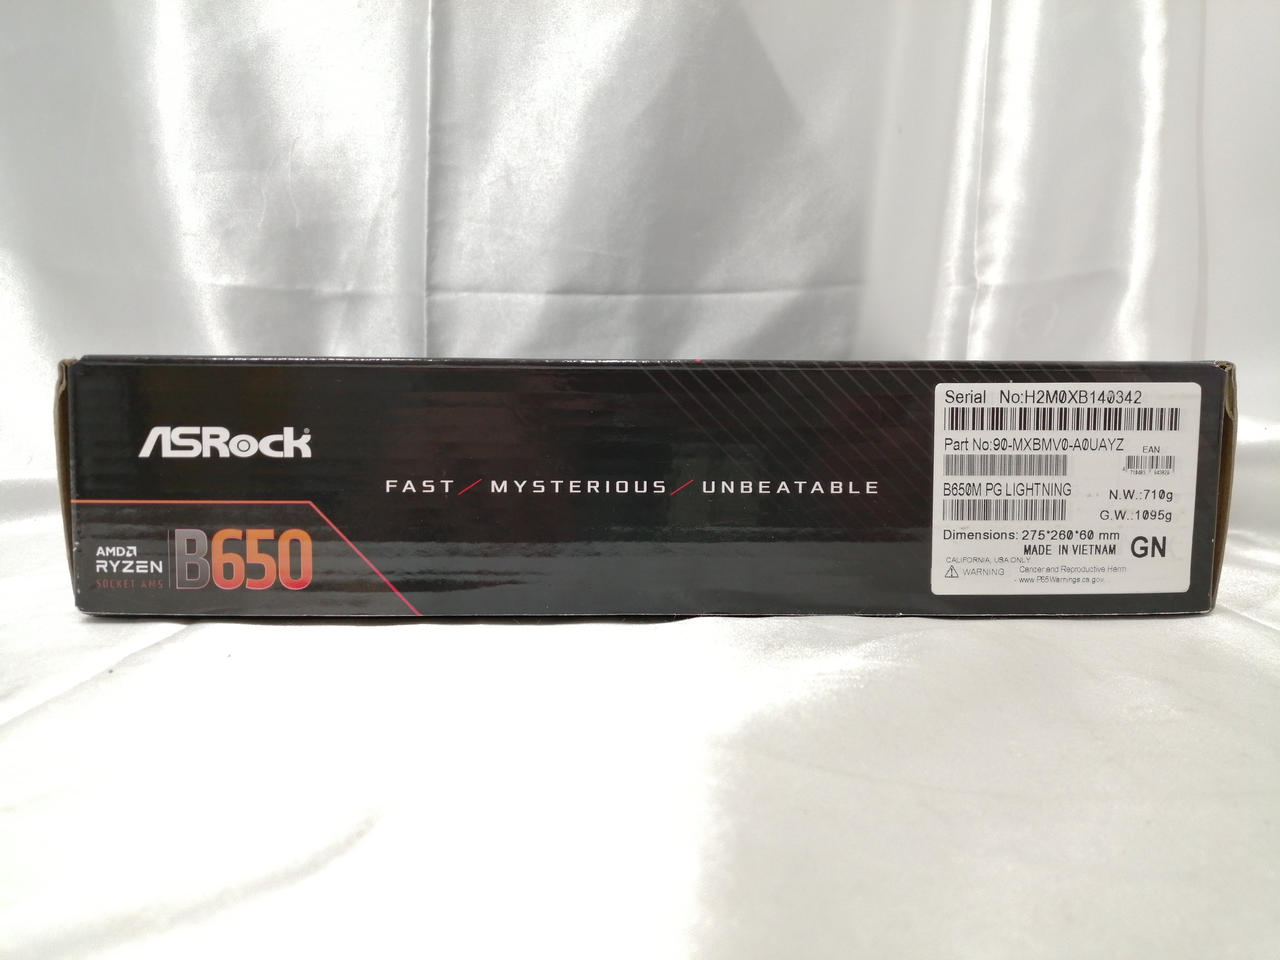 ASRock
FAST / MYSTERIOUS / UNBEATABLE
AMD
RYZEN
SOCKET AM5
B650
Serial No:H2M0XB140342
Part No:90-MXBMV0-A0UAYZ
EAN
B650M PG LIGHTNING
N.W.:710g
G.W.:1095g
Dimensions: 275*260*60 mm
MADE IN VIETNAM
GN
CALIFORNIA, USA ONLY
WARNING
Cancer and Reproductive Harm
- www.P65Warnings.ca.gov